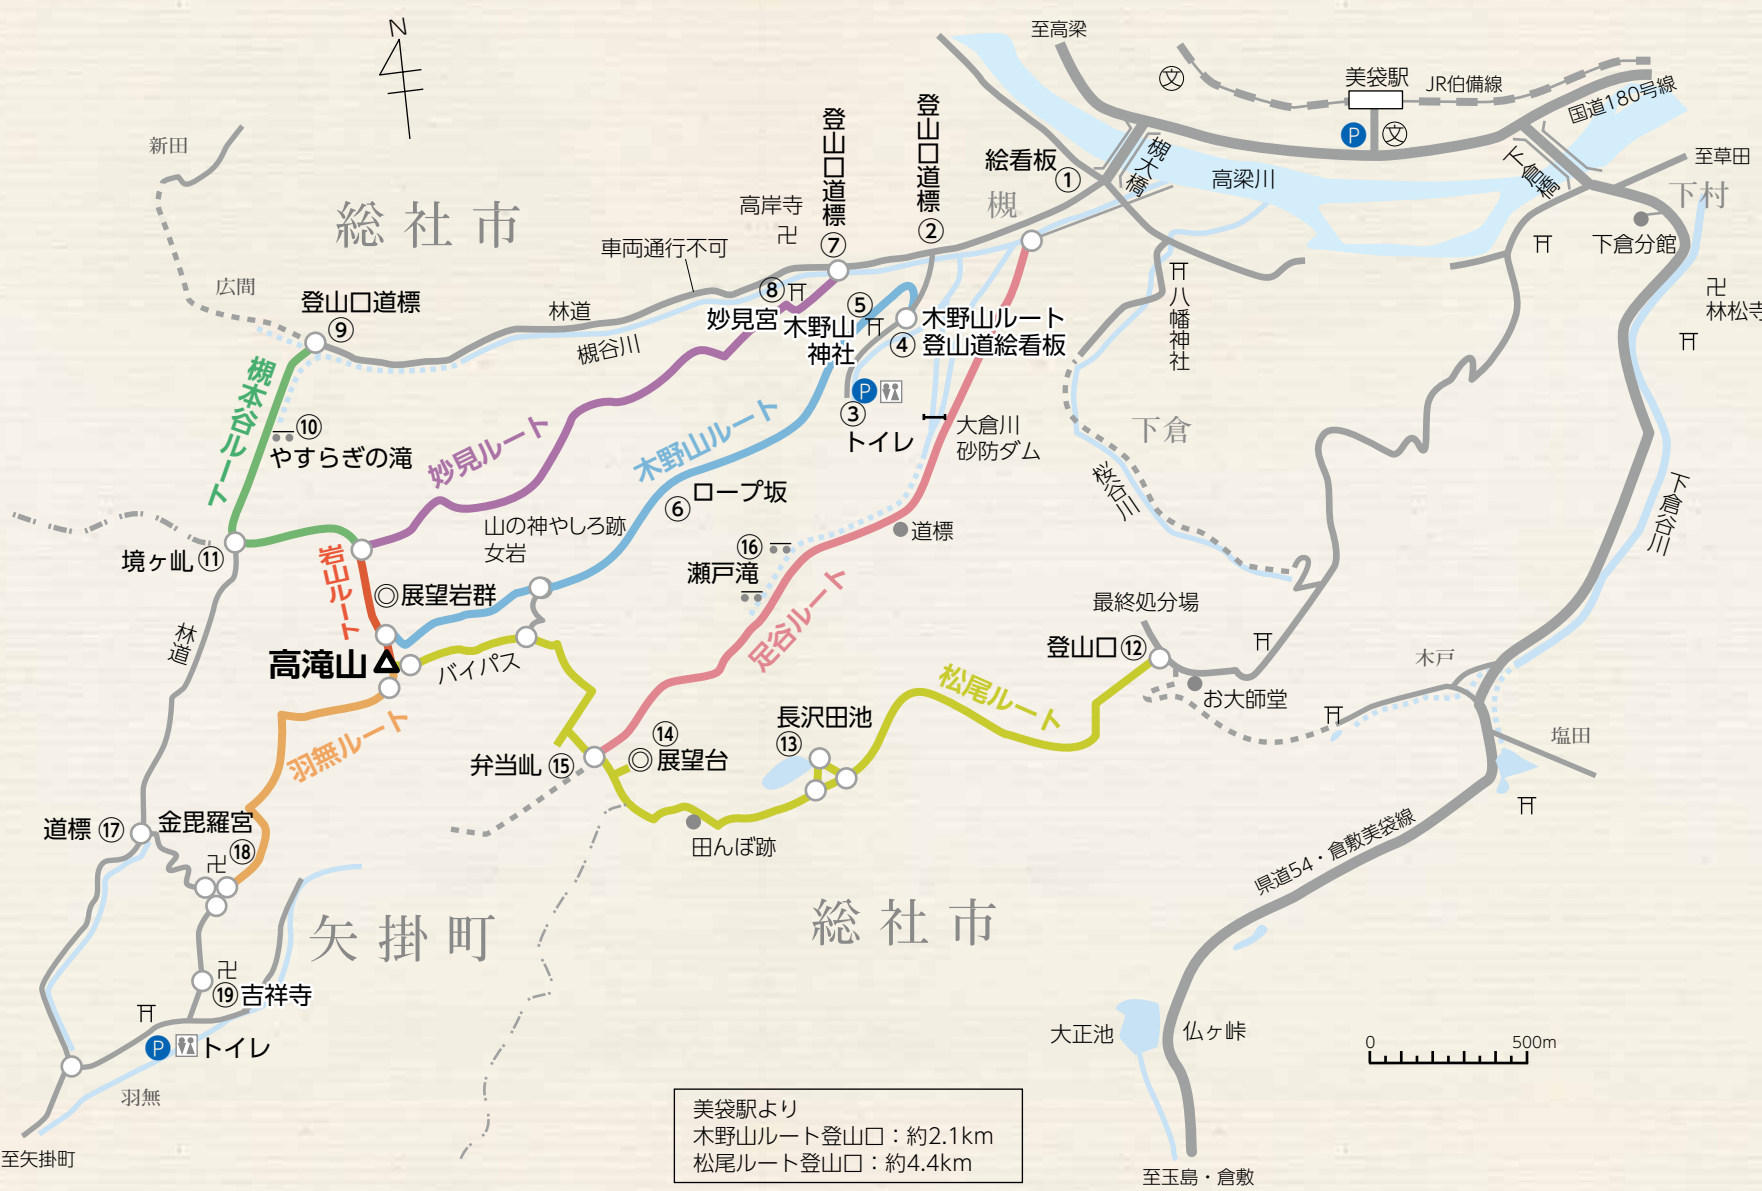 N
至高梁
文
美袋駅
JR伯備線
国道180号線
P
文
新田
登山口道標
②
登山口道標
⑦
絵看板
①
槻大橋
槻
高梁川
下倉橋
至草田
下村
下倉分館
総社市
高岸寺
卍
車両通行不可
広間
登山口道標
⑨
林道
槻谷川
⑧
妙見宮
⑤
木野山
神社
④
木野山ルート
登山道絵看板
八幡神社
卍
林松寺
槻本谷ルート
P
③
トイレ
⑩
やすらぎの滝
妙見ルート
木野山ルート
大倉川
砂防ダム
下倉
⑥
ロープ坂
桜谷川
下倉谷川
山の神やしろ跡
女岩
道標
境ヶ乢
⑪
岩山ルート
◎展望岩群
⑯
瀬戸滝
足谷ルート
最終処分場
登山口
⑫
林道
高滝山
バイパス
木戸
お大師堂
松尾ルート
羽無ルート
長沢田池
⑬
塩田
⑭
◎展望台
弁当乢
⑮
道標
⑰
金毘羅宮
卍
⑱
田んぼ跡
県道54・倉敷美袋線
矢掛町
総社市
卍
⑲
吉祥寺
P
トイレ
羽無
大正池
仏ヶ峠
0
500m
美袋駅より
木野山ルート登山口：約2.1km
松尾ルート登山口：約4.4km
至矢掛町
至玉島・倉敷